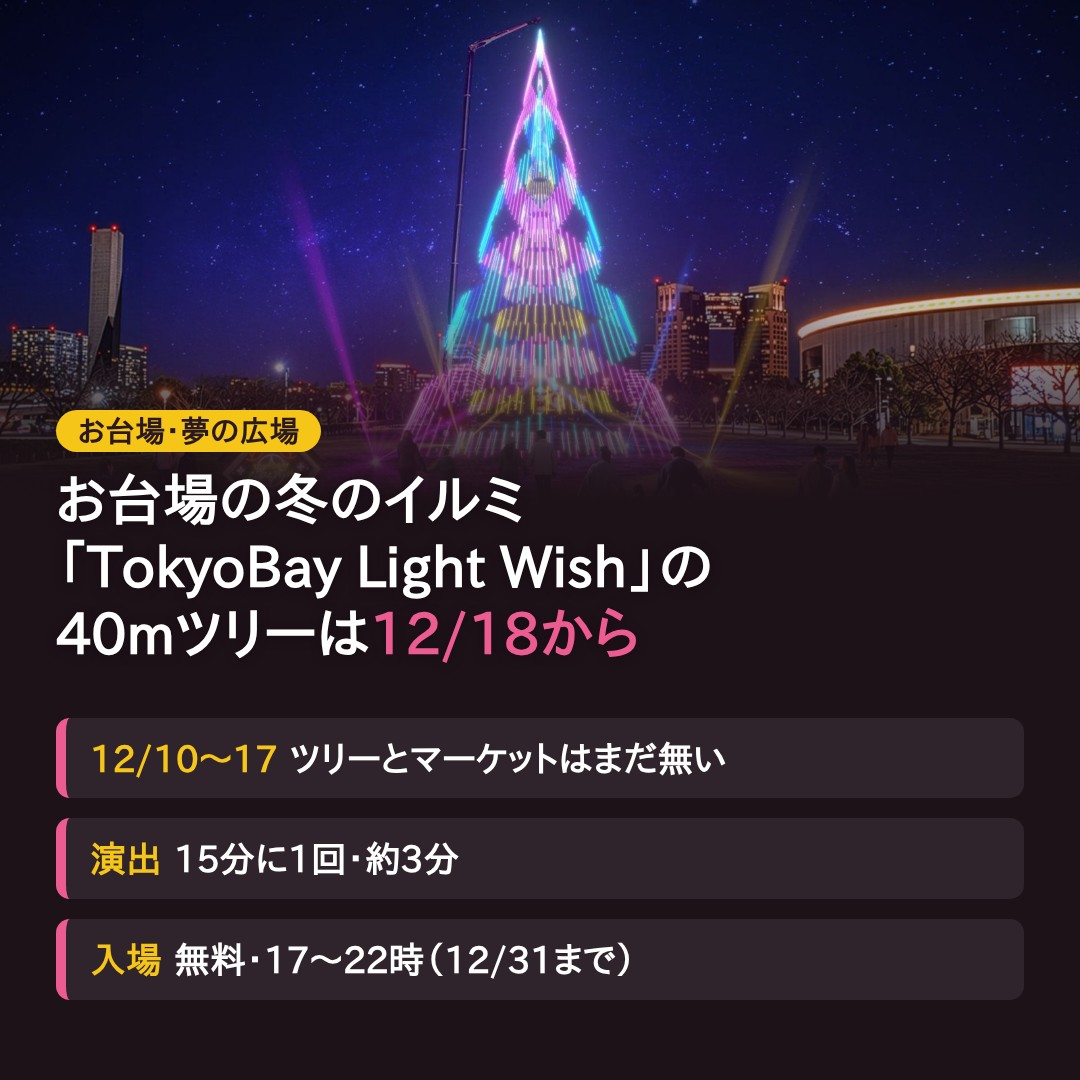 お台場・夢の広場
お台場の冬のイルミ
「TokyoBay Light Wish」の
40mツリーは12/18から
12/10〜17 ツリーとマーケットはまだ無い
演出 15分に1回・約3分
入場 無料・17〜22時（12/31まで）